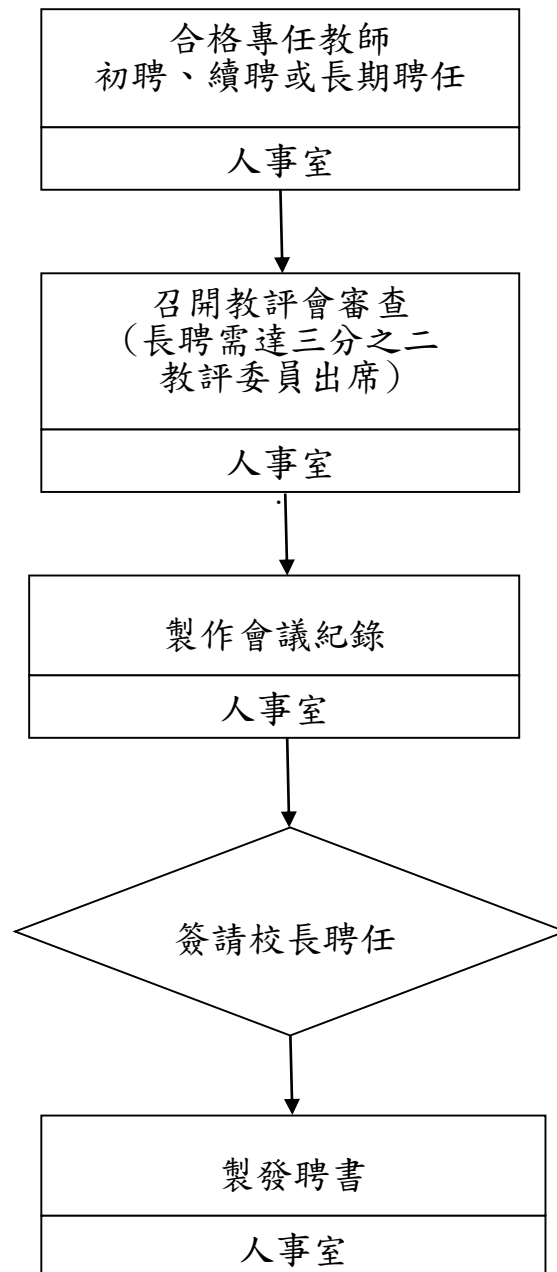 合格專任教師
初聘、續聘或長期聘任
人事室
召開教評會審查
（長聘需達三分之二
教評委員出席）
人事室
.
製作會議紀錄
人事室
簽請校長聘任
製發聘書
人事室